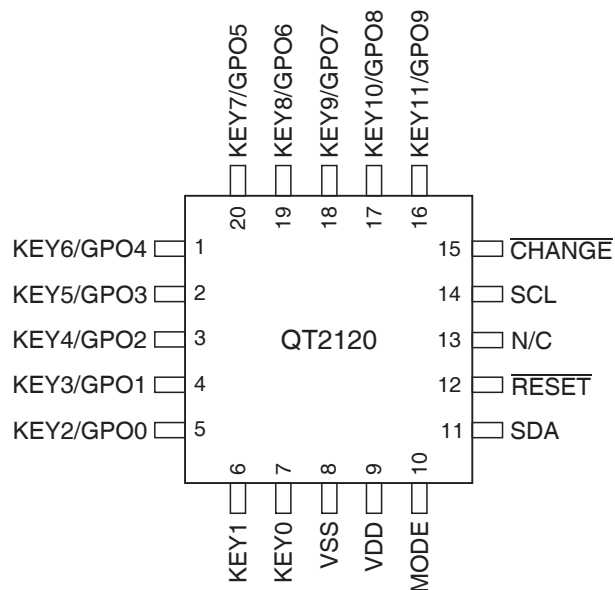 KEY7/GPO5
KEY8/GPO6
KEY9/GPO7
KEY10/GPO8
KEY11/GPO9
20
19
18
17
16
KEY6/GPO4
1
15
CHANGE
KEY5/GPO3
2
14
SCL
KEY4/GPO2
3
QT2120
13
N/C
KEY3/GPO1
4
12
RESET
KEY2/GPO0
5
11
SDA
6
7
8
9
10
KEY1
KEY0
VSS
VDD
MODE